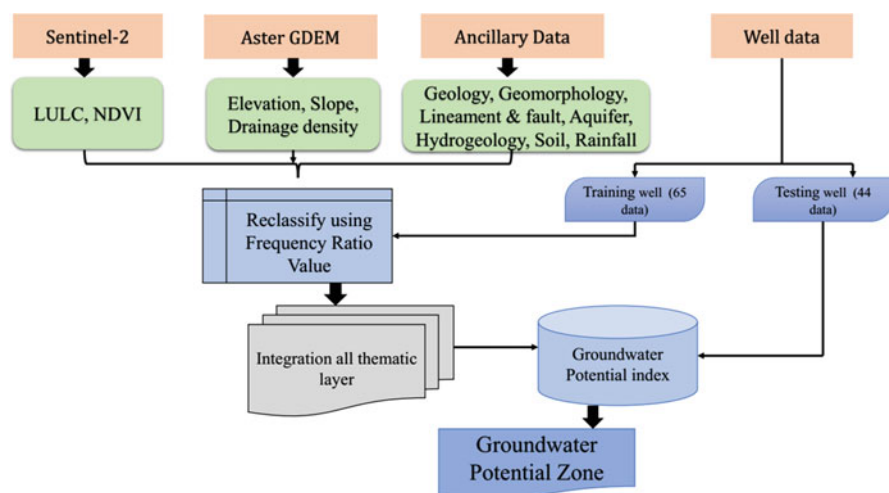 Sentinel-2
Aster GDEM
Ancillary Data
Well data
LULC, NDVI
Elevation, Slope,
Drainage density
Geology, Geomorphology,
Lineament & fault, Aquifer,
Hydrogeology, Soil, Rainfall
Training well (65
data)
Testing well (44
data)
Reclassify using
Frequency Ratio
Value
Integration all thematic
layer
Groundwater
Potential index
Groundwater
Potential Zone